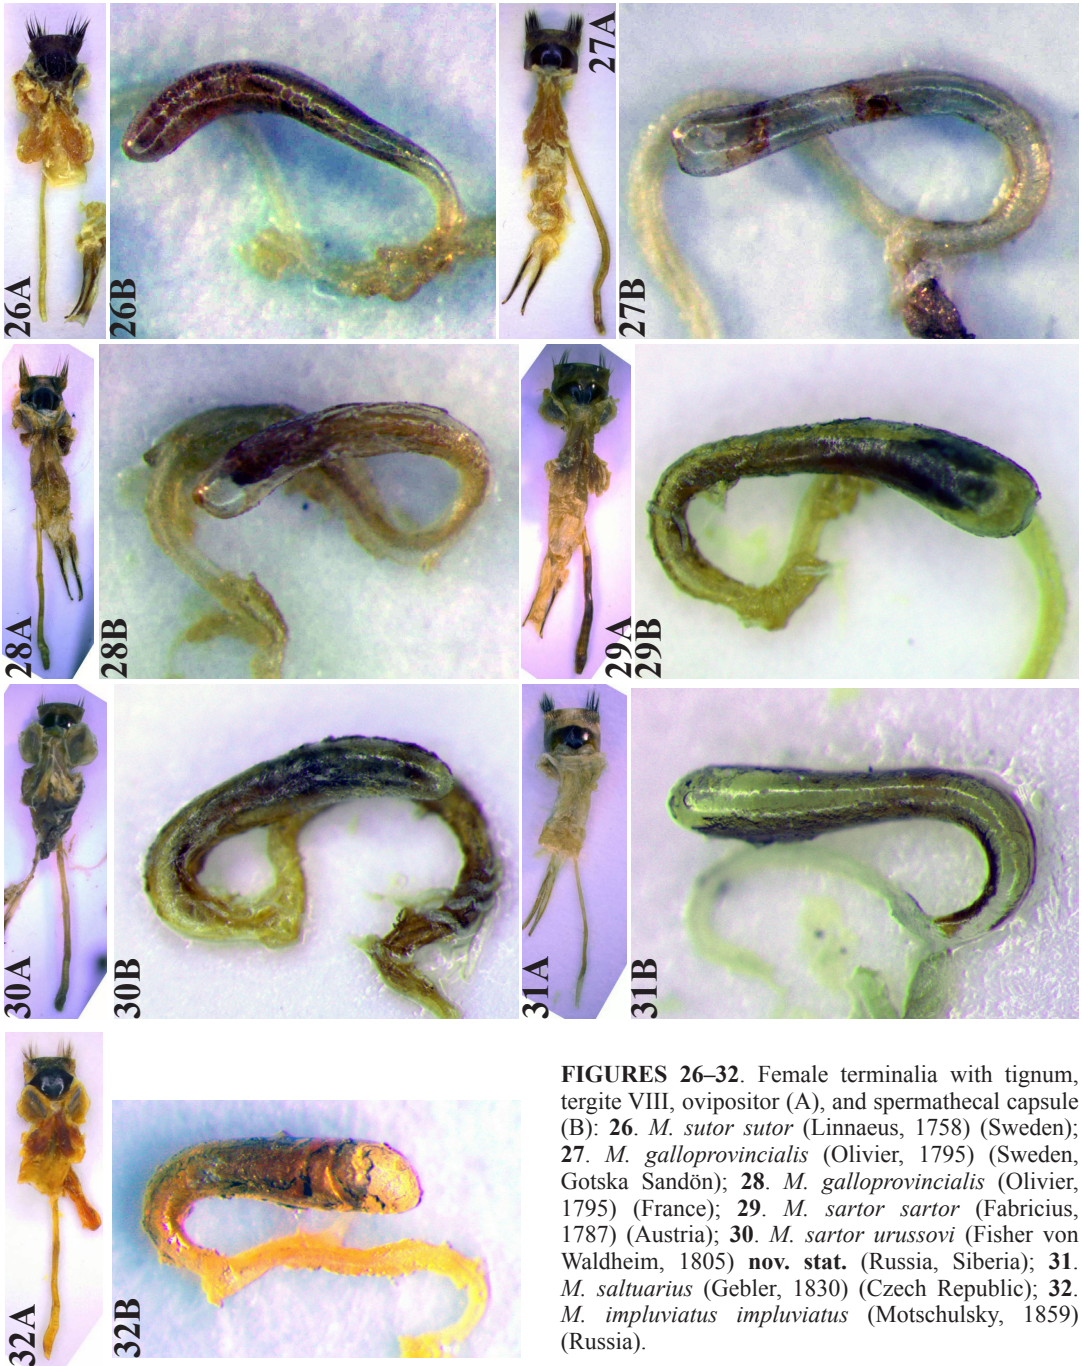 26A
26B
27A
27B
28A
28B
29A
29B
30A
30B
31A
31B
32A
32B
FIGURES 26–32. Female terminalia with tignum,
tergite VIII, ovipositor (A), and spermathecal capsule
(B): 26. M. sutor sutor (Linnaeus, 1758) (Sweden);
27. M. galloprovincialis (Olivier, 1795) (Sweden,
Gotska Sandön); 28. M. galloprovincialis (Olivier,
1795) (France); 29. M. sartor sartor (Fabricius,
1787) (Austria); 30. M. sartor urussovi (Fisher von
Waldheim, 1805) nov. stat. (Russia, Siberia); 31.
M. saltuarius (Gebler, 1830) (Czech Republic); 32.
M. impluviatus impluviatus (Motschulsky, 1859)
(Russia).